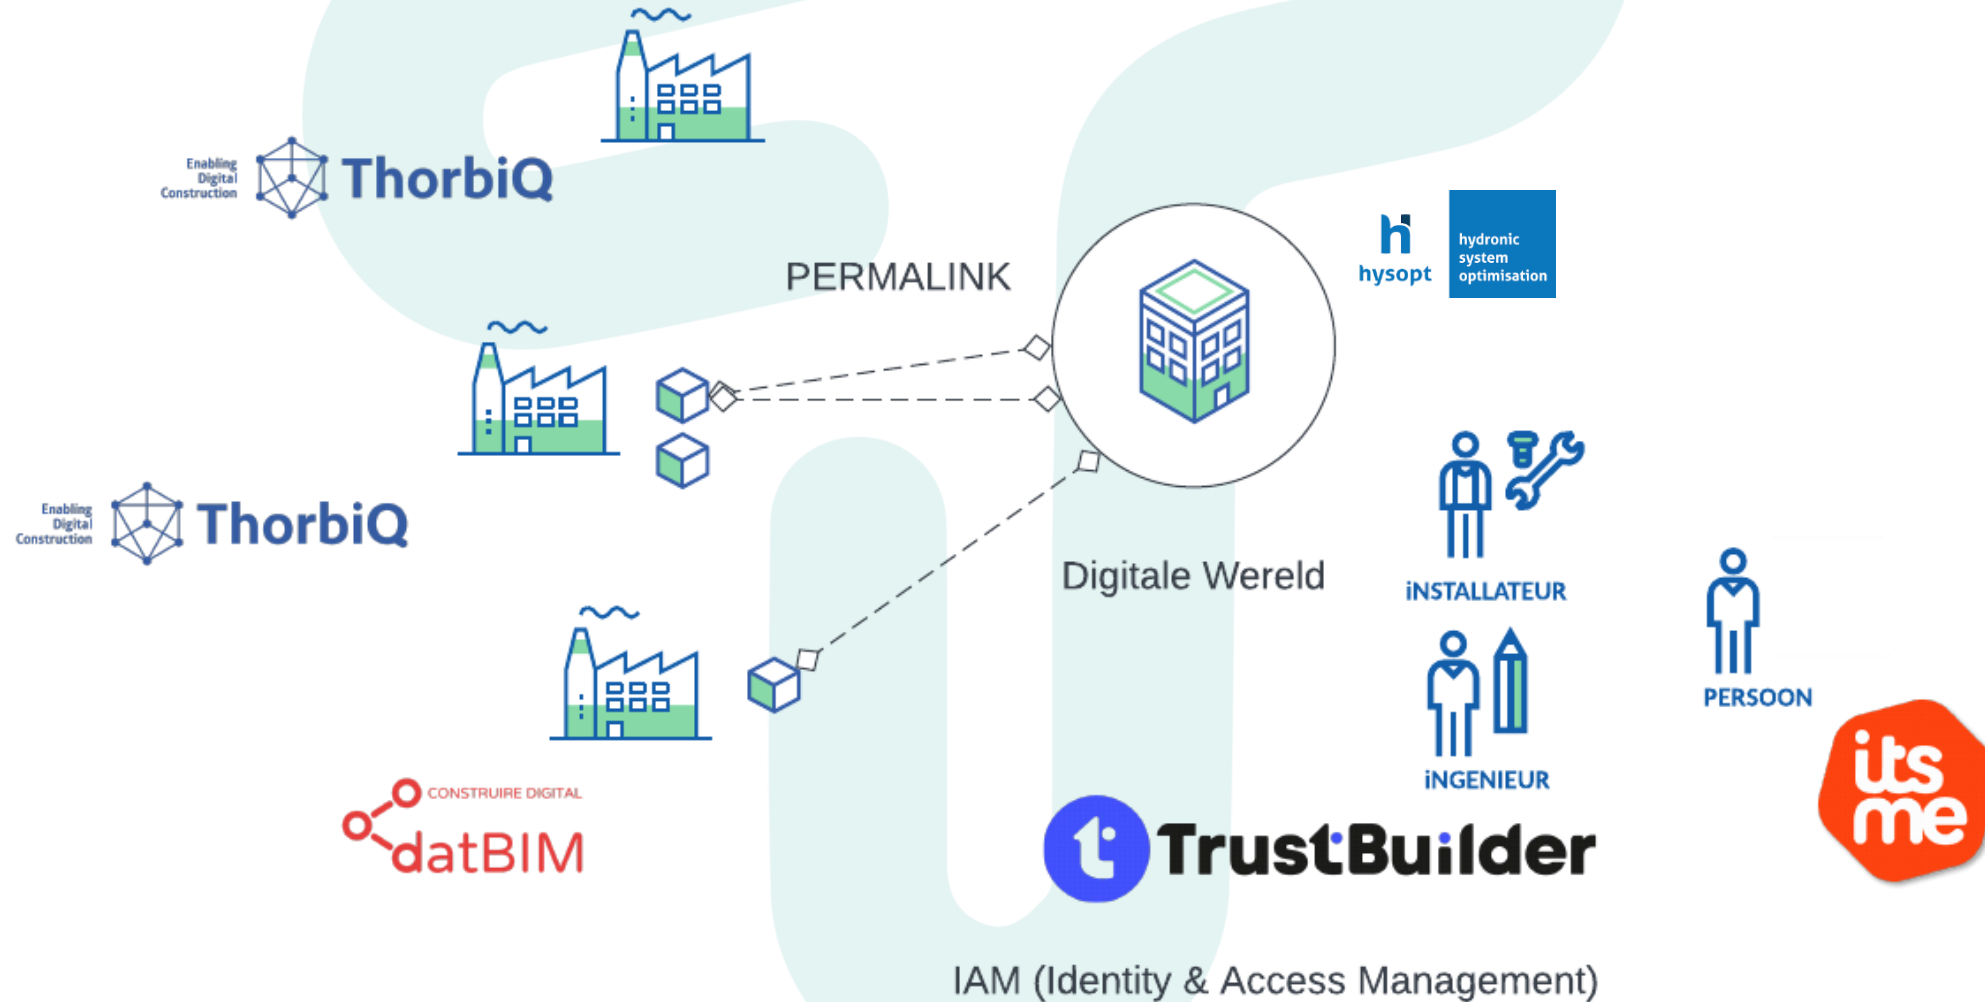 Enabling
Digital
Construction
ThorbiQ
PERMALINK
hysopt
hydronic
system
optimisation
Enabling
Digital
Construction
ThorbiQ
Digitale Wereld
iNSTALLATEUR
PERSOON
iNGENIEUR
CONSTRUIRE DIGITAL
datBIM
TrustBuilder
its
me
IAM (Identity & Access Management)